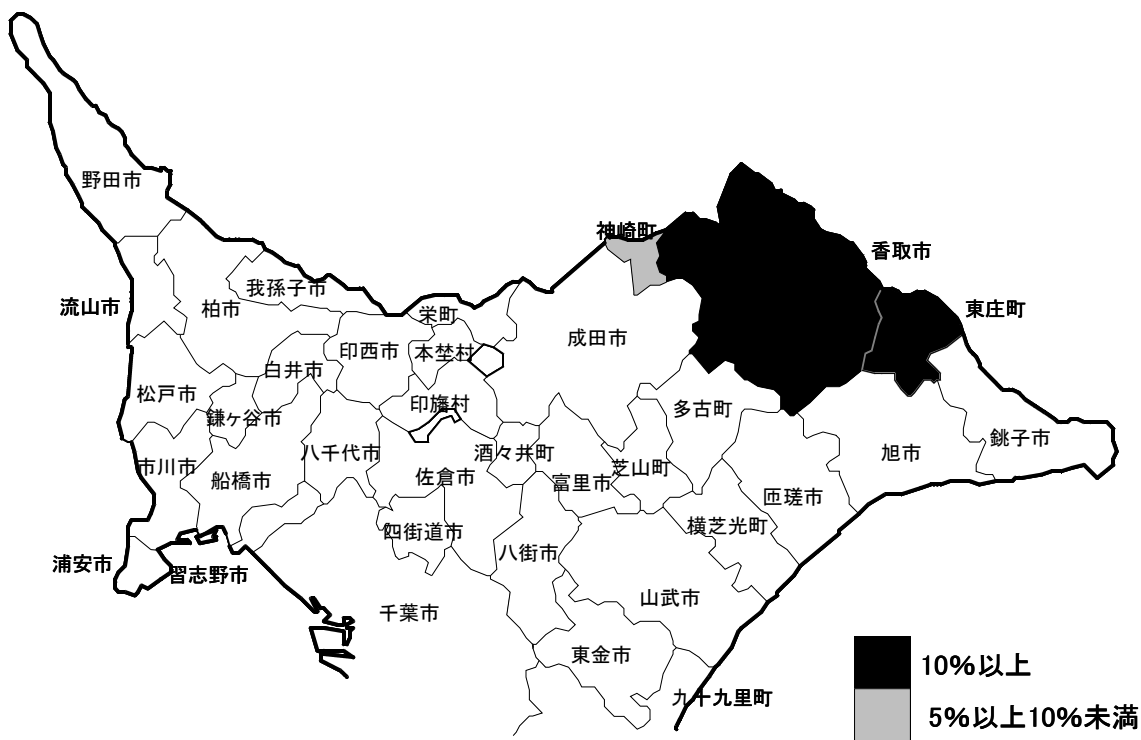 野田市
神崎町
香取市
我孫子市
流山市
柏市
東庄町
栄町
成田市
印西市
本埜村
白井市
松戸市
印旛村
多古町
鎌ヶ谷市
銚子市
八千代市
酒々井町
旭市
市川市
芝山町
船橋市
佐倉市
富里市
匝瑳市
四街道市
横芝光町
八街市
浦安市
習志野市
山武市
千葉市
東金市
10%以上
九十九里町
5%以上10%未満